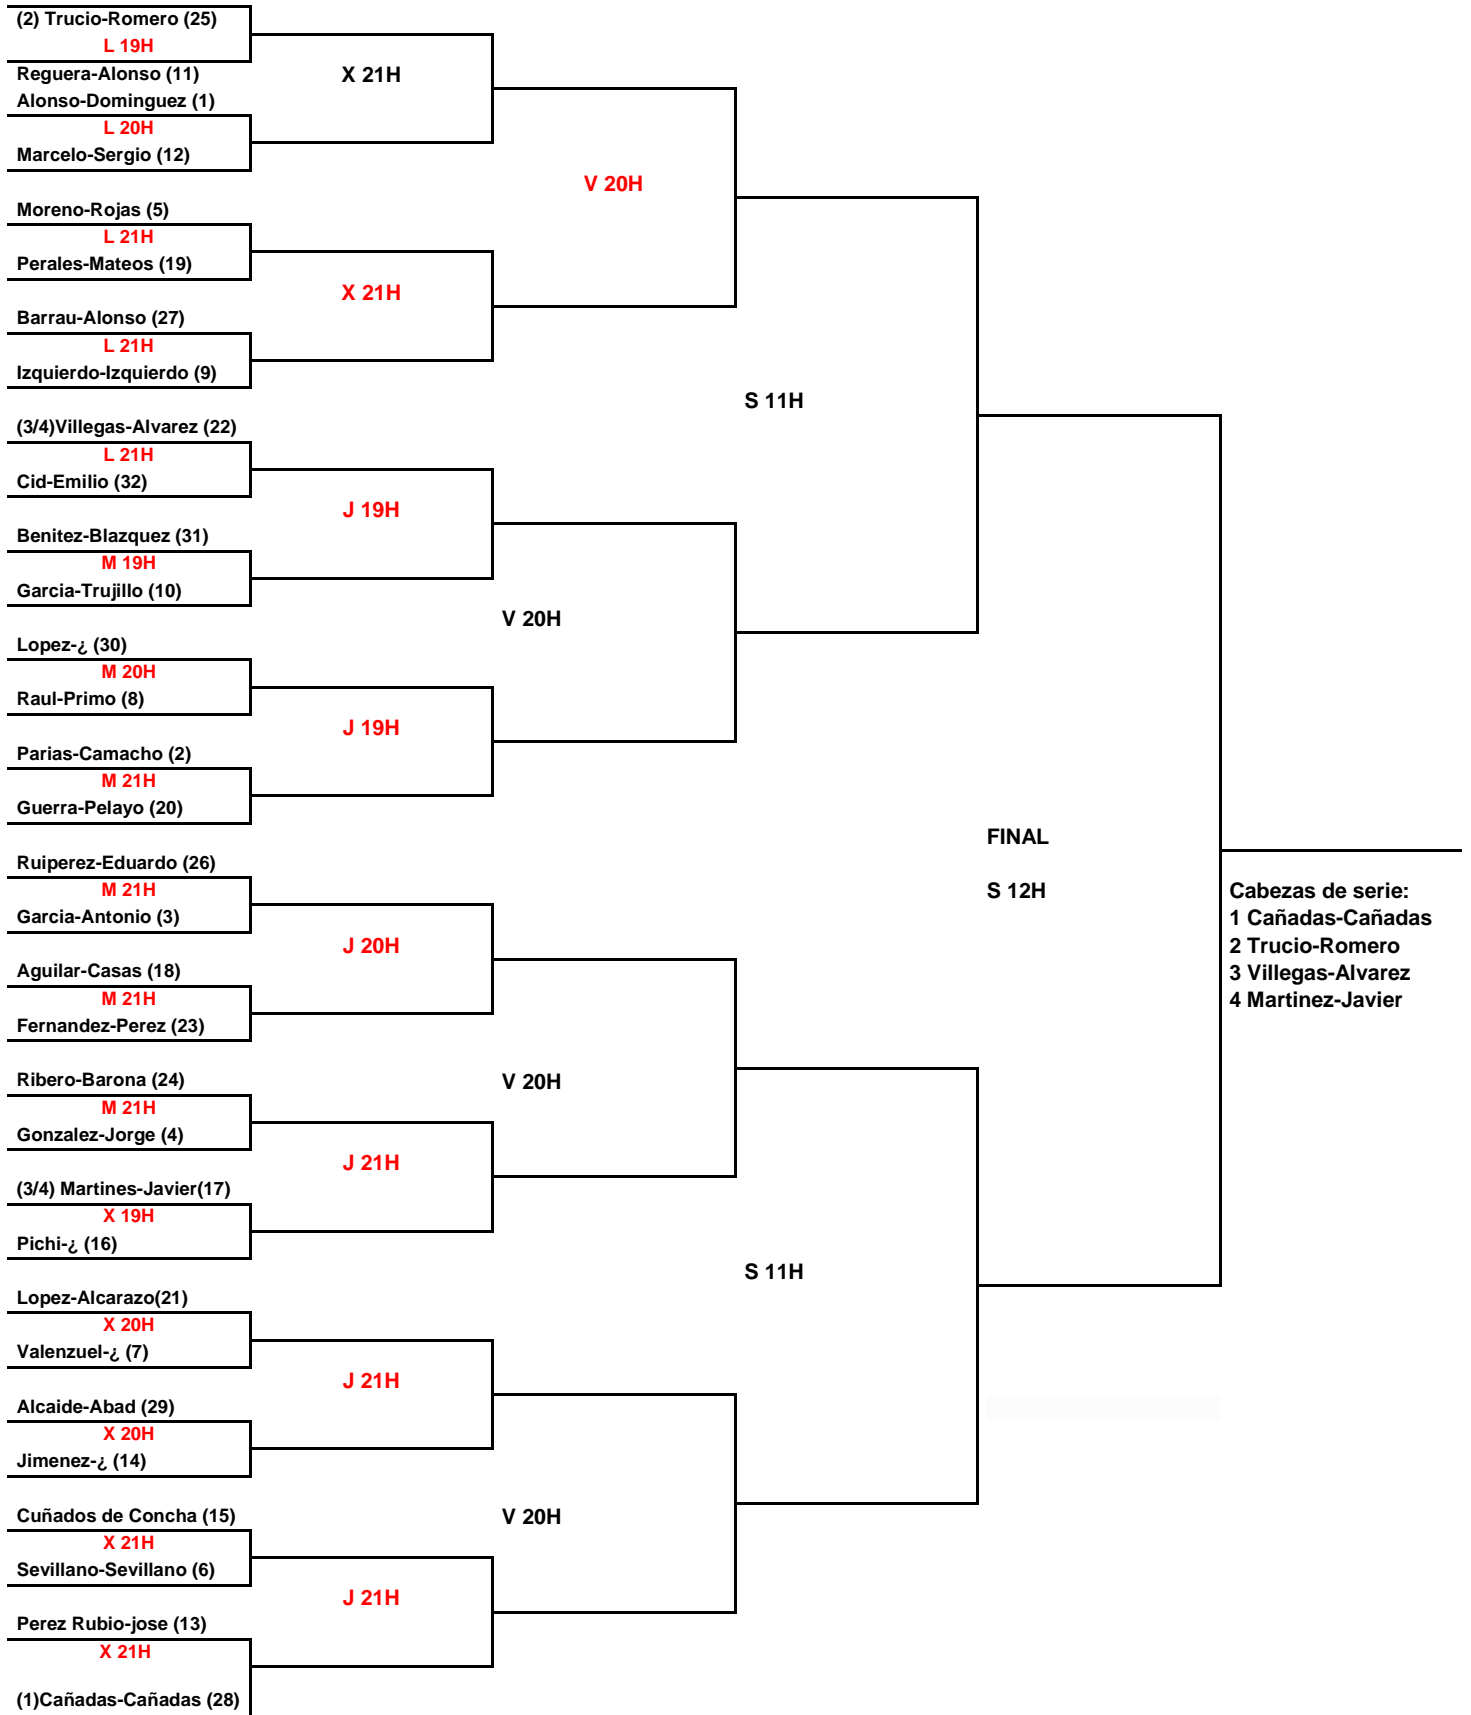 (2) Trucio-Romero (25)
L 19H
Reguera-Alonso (11)
X 21H
Alonso-Dominguez (1)
L 20H
Marcelo-Sergio (12)
V 20H
Moreno-Rojas (5)
L 21H
Perales-Mateos (19)
X 21H
Barrau-Alonso (27)
L 21H
Izquierdo-Izquierdo (9)
S 11H
(3/4)Villegas-Alvarez (22)
L 21H
Cid-Emilio (32)
J 19H
Benitez-Blazquez (31)
M 19H
Garcia-Trujillo (10)
V 20H
Lopez-¿ (30)
M 20H
Raul-Primo (8)
J 19H
Parias-Camacho (2)
M 21H
Guerra-Pelayo (20)
FINAL
S 12H
Ruiperez-Eduardo (26)
M 21H
Garcia-Antonio (3)
Cabezas de serie:
1 Cañadas-Cañadas
2 Trucio-Romero
3 Villegas-Alvarez
4 Martinez-Javier
J 20H
Aguilar-Casas (18)
M 21H
Fernandez-Perez (23)
V 20H
Ribero-Barona (24)
M 21H
Gonzalez-Jorge (4)
J 21H
(3/4) Martines-Javier(17)
X 19H
Pichi-¿ (16)
S 11H
Lopez-Alcarazo(21)
X 20H
Valenzuel-¿ (7)
J 21H
Alcaide-Abad (29)
X 20H
Jimenez-¿ (14)
V 20H
Cuñados de Concha (15)
X 21H
Sevillano-Sevillano (6)
J 21H
Perez Rubio-jose (13)
X 21H
(1)Cañadas-Cañadas (28)